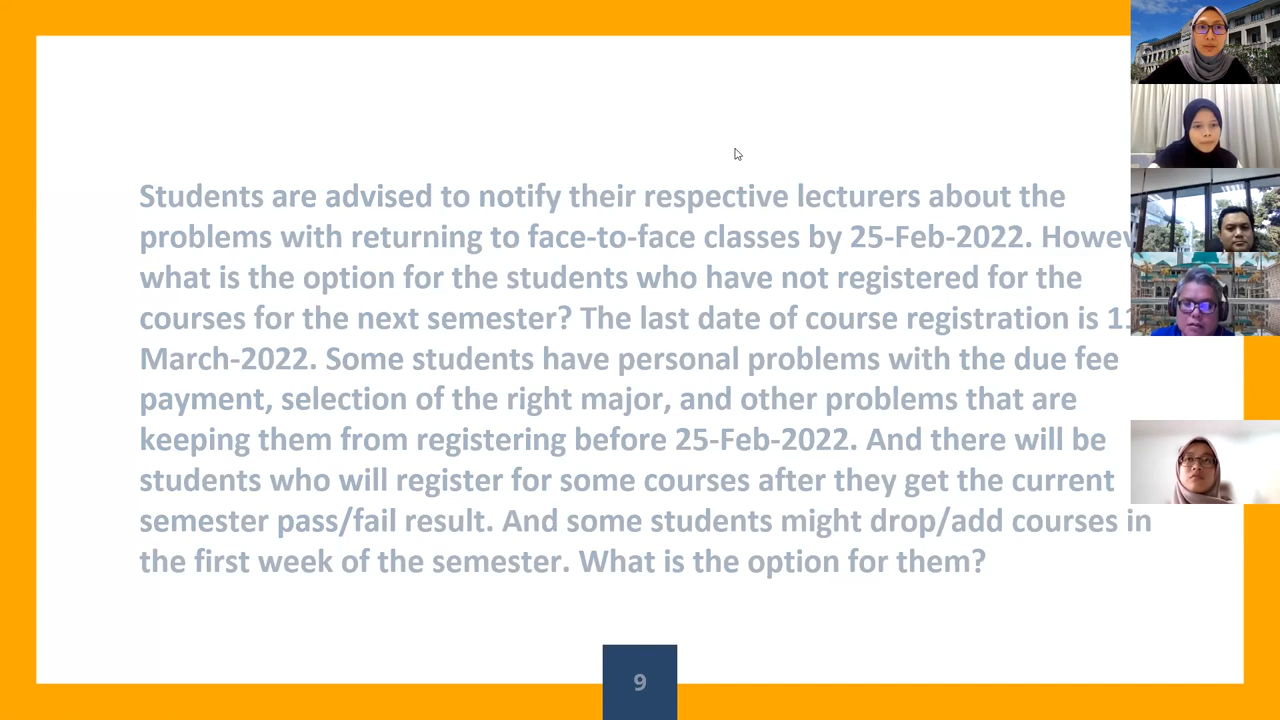 Students are advised to notify their respective lecturers about the
problems with returning to face-to-face classes by 25-Feb-2022.
what is the option for the students who have not registered for the
courses for the next semester? The last date of course registration is
March-2022. Some students have personal problems with the due fee
payment, selection of the right major, and other problems that are
keeping them from registering before 25-Feb-2022. And there will be
students who will register for some courses after they get the current
semester pass/fail result. And some students might drop/add courses in
the first week of the semester. What is the option for them?
9